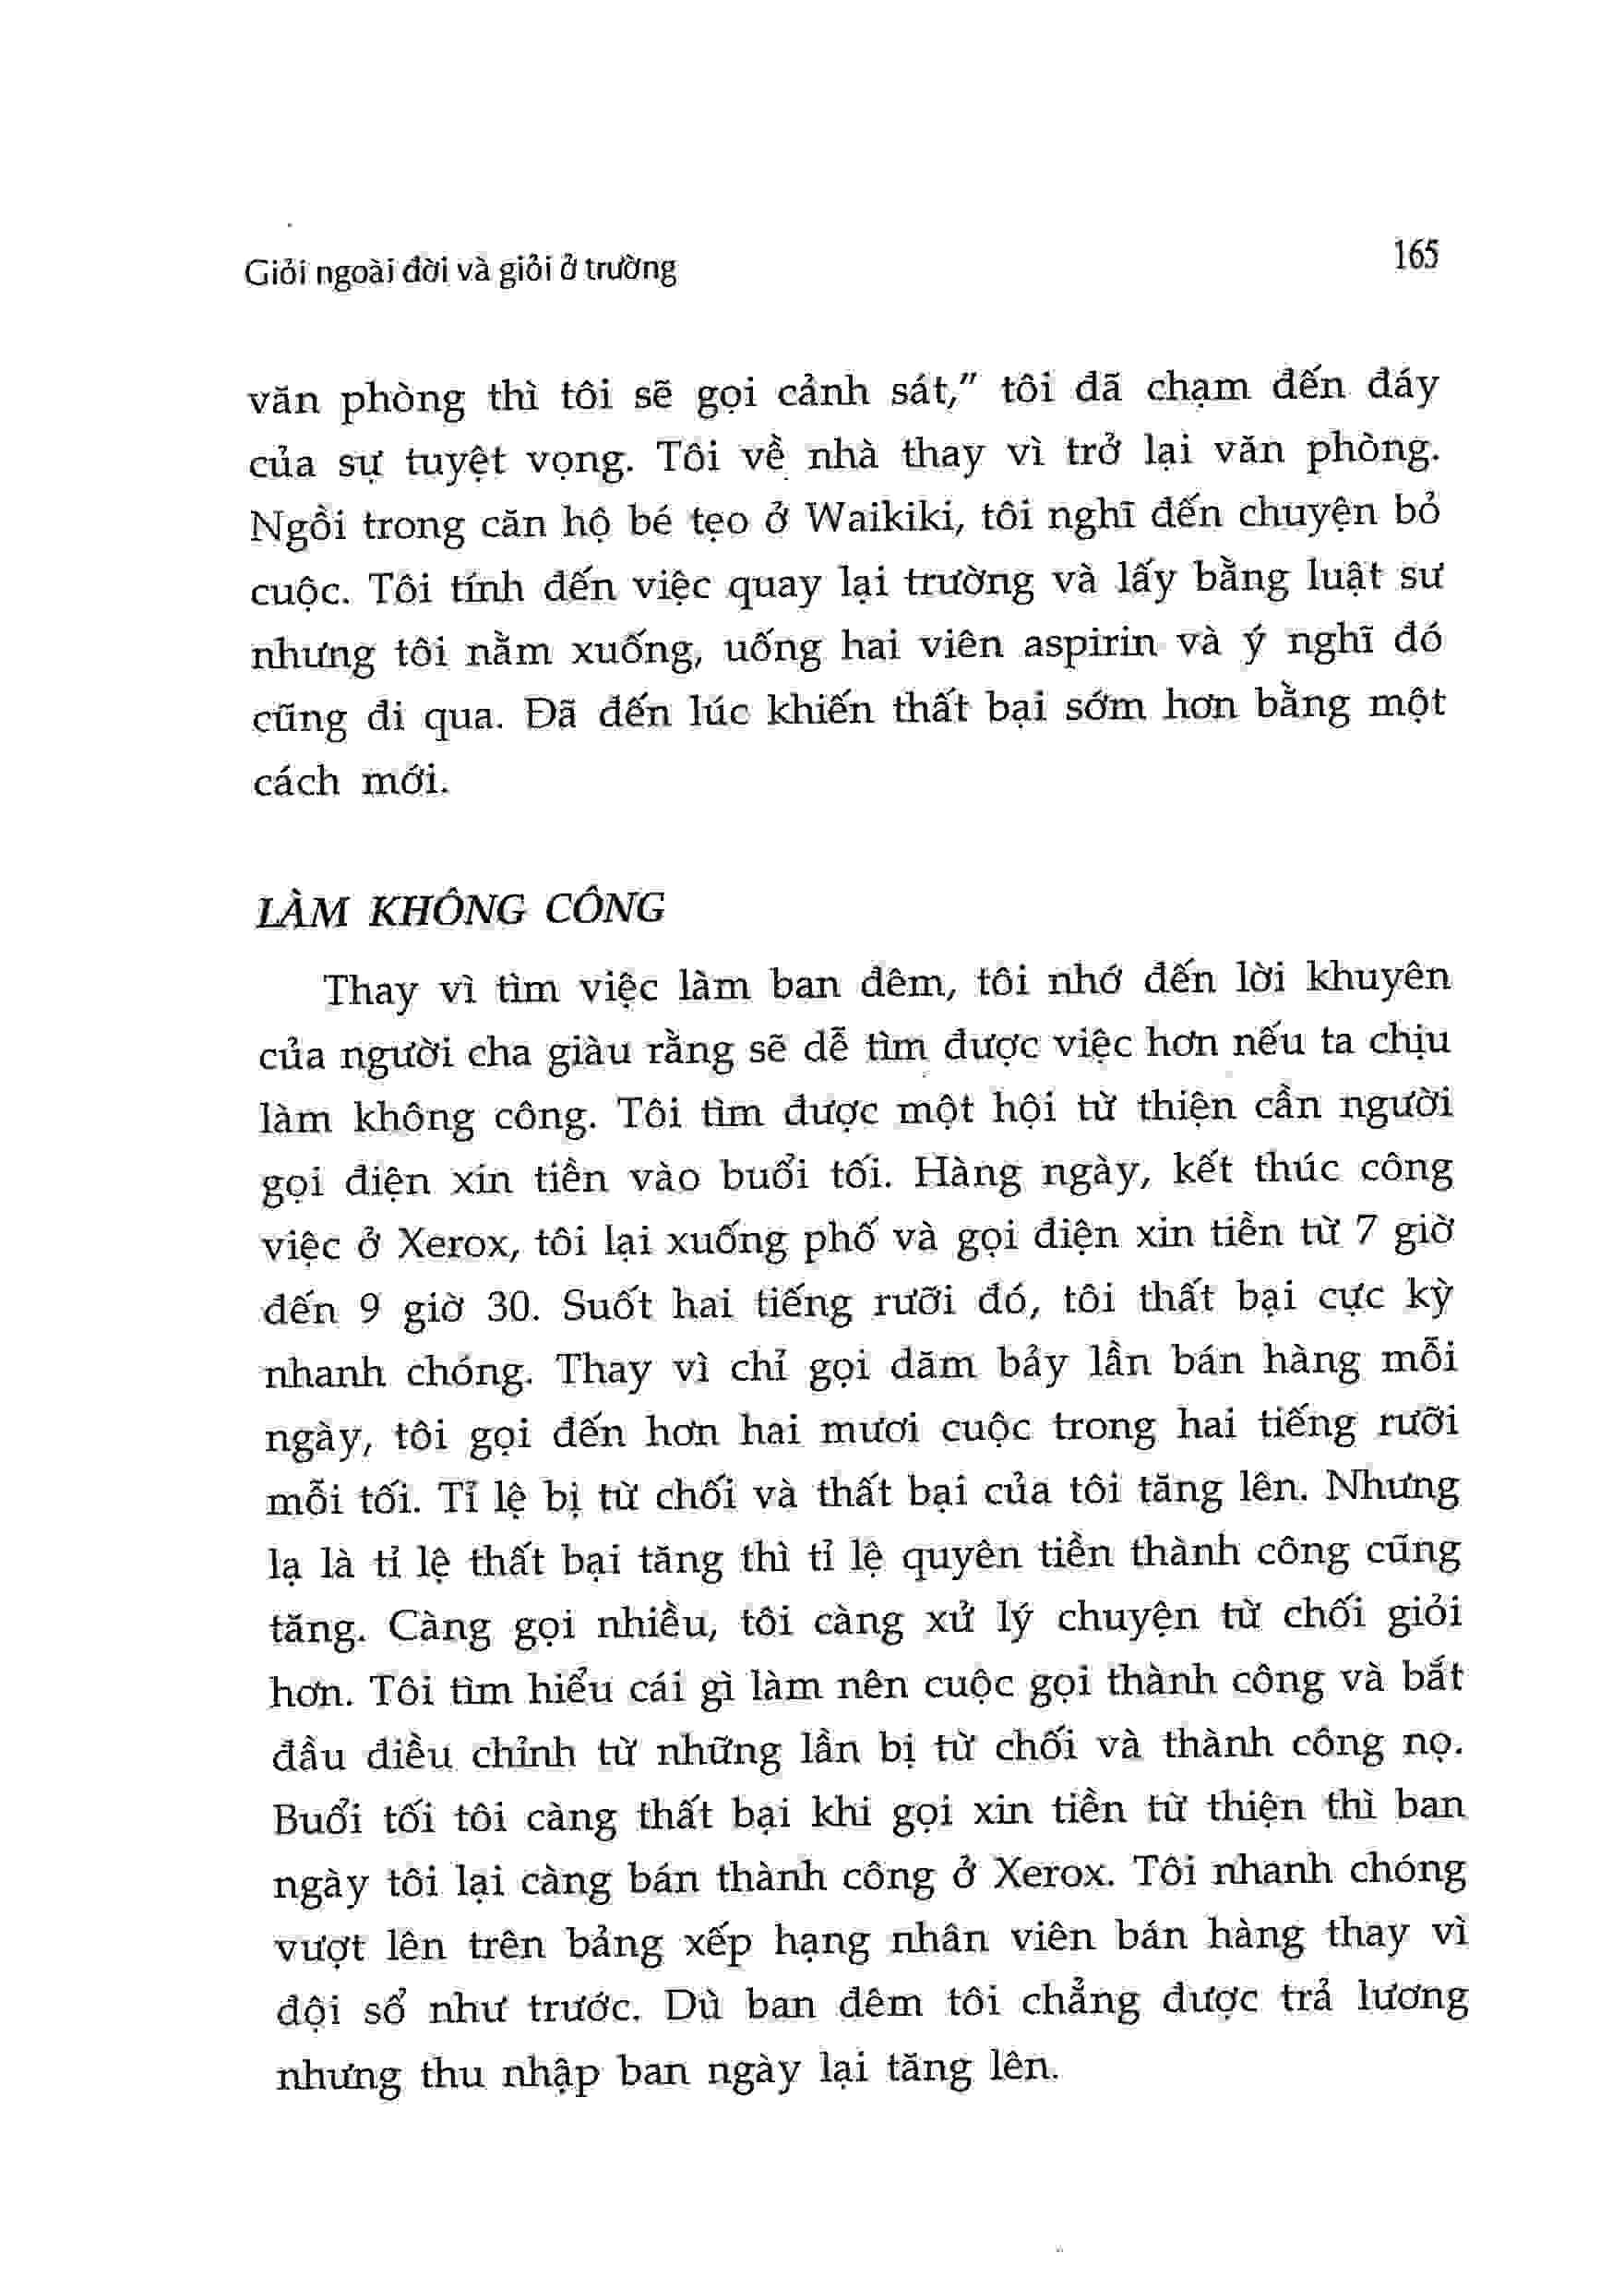 Giỏi ngoài đời và giỏi ở trường 165
văn phòng thì tôi sẽ gọi cảnh sát,” tôi đã chạm đến đáy
của sự tuyệt vọng. Tôi về nhà thay vì trở lại văn phòng.
Ngồi trong căn hộ bé tẹo ở Waikiki, tôi nghĩ đến chuyện bỏ
cuộc. Tôi tính đến việc quay lại trường và lấy bằng luật sư
nhưng tôi nằm xuống, uống hai viên aspirin và ý nghĩ đó
cũng đi qua. Đã đến lúc khiến thất bại sớm hơn bằng một
cách mới.
LÀM KHÔNG CÔNG
Thay vì tìm việc làm ban đêm, tôi nhớ đến lời khuyên
của người cha giàu rằng sẽ dễ tìm được việc hơn nếu ta chịu
làm không công. Tôi tìm được một hội từ thiện cần người
gọi điện xin tiền vào buổi tối. Hàng ngày, kết thúc công
việc ở Xerox, tôi lại xuống phố và gọi điện xin tiền từ 7 giờ
đến 9 giờ 30. Suốt hai tiếng rưỡi đó, tôi thất bại cực kỳ
nhanh chóng. Thay vì chỉ gọi dăm bảy lần bán hàng mỗi
ngày, tôi gọi đến hơn hai mươi cuộc trong hai tiếng rưỡi
mỗi tối. Tỉ lệ bị từ chối và thất bại của tôi tăng lên. Nhưng
lạ là tỉ lệ thất bại tăng thì tỉ lệ quyên tiền thành công cũng
tăng. Càng gọi nhiều, tôi càng xử lý chuyện từ chối giỏi
hơn. Tôi tìm hiểu cái gì làm nên cuộc gọi thành công và bắt
đầu điều chỉnh từ những lần bị từ chối và thành công nọ.
Buổi tối tôi càng thất bại khi gọi xin tiền từ thiện thì ban
ngày tôi lại càng bán thành công ở Xerox. Tôi nhanh chóng
vượt lên trên bảng xếp hạng nhân viên bán hàng thay vì
đội sổ như trước. Dù ban đêm tôi chẳng được trả lương
nhưng thu nhập ban ngày lại tăng lên.